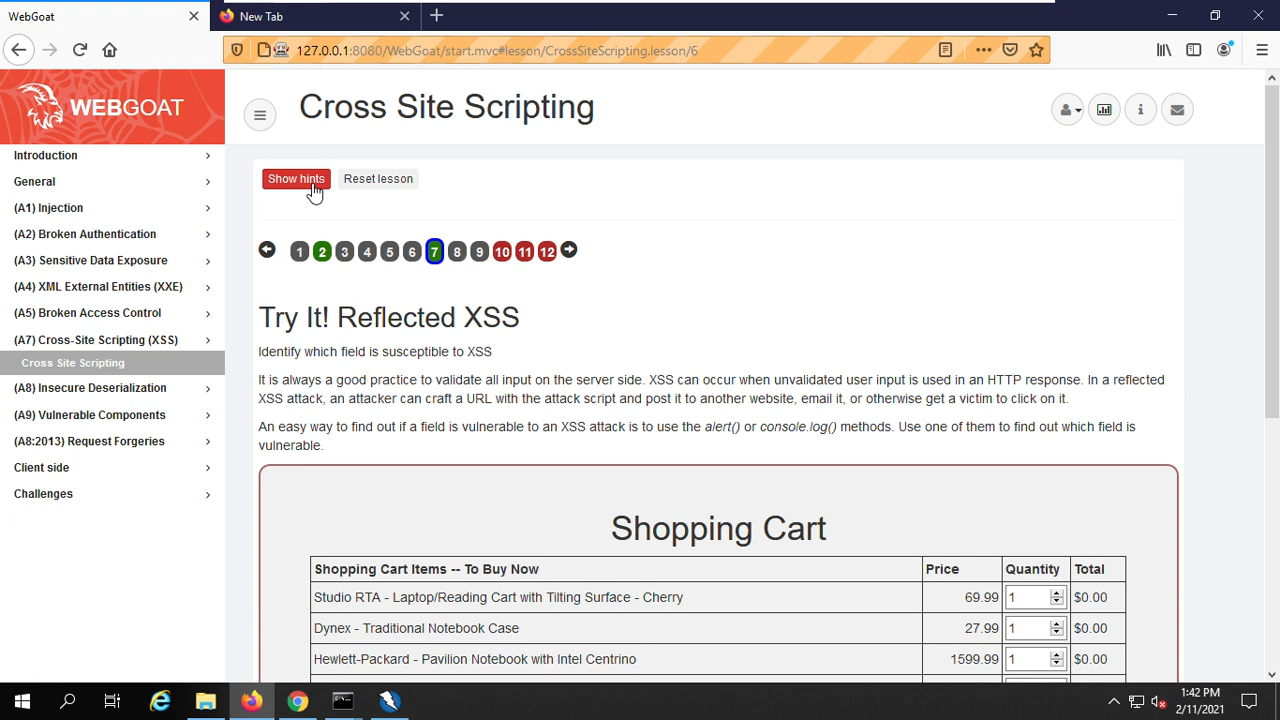 WebGoat
New Tab
127.0.0.1:8080/WebGoat/start.mvc#lesson/CrossSiteScripting.lesson/6
WEBGOAT
Cross Site Scripting
Introduction
General
(A1) Injection
(A2) Broken Authentication
(A3) Sensitive Data Exposure
(A4) XML External Entities (XXE)
(A5) Broken Access Control
(A7) Cross-Site Scripting (XSS)
Cross Site Scripting
(A8) Insecure Deserialization
(A9) Vulnerable Components
(A8:2013) Request Forgeries
Client side
Challenges
Show hints Reset lesson
1 2 3 4 5 6 7 8 9 10 11 12
Try It! Reflected XSS
Identify which field is susceptible to XSS
It is always a good practice to validate all input on the server side. XSS can occur when unvalidated user input is used in an HTTP response. In a reflected
XSS attack, an attacker can craft a URL with the attack script and post it to another website, email it, or otherwise get a victim to click on it.
An easy way to find out if a field is vulnerable to an XSS attack is to use the alert() or console.log() methods. Use one of them to find out which field is
vulnerable.
Shopping Cart
Shopping Cart Items -- To Buy Now Price Quantity Total
Studio RTA - Laptop/Reading Cart with Tilting Surface - Cherry 69.99 1 $0.00
Dynex - Traditional Notebook Case 27.99 1 $0.00
Hewlett-Packard - Pavilion Notebook with Intel Centrino 1599.99 1 $0.00
1:42 PM
2/11/2021